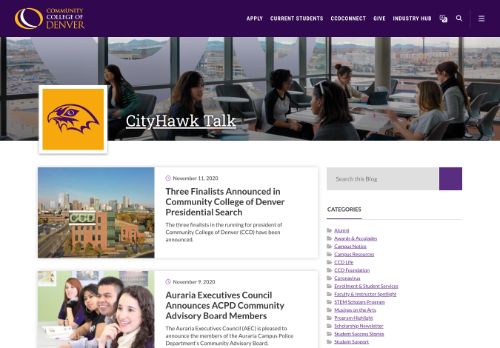 COMMUNITY
COLLEGE OF
DENVER
APPLY CURRENT STUDENTS CCDCONNECT GIVE INDUSTRY HUB
CityHawk Talk
November 11, 2020
Three Finalists Announced in
Community College of Denver
Presidential Search
The three finalists in the running for president of
Community College of Denver (CCD) have been
announced.
CCD
November 9, 2020
Auraria Executives Council
Announces ACPD Community
Advisory Board Members
The Auraria Executives Council (AEC) is pleased to
announce the members of the Auraria Campus Police
Department's Community Advisory Board.
Search this Blog
CATEGORIES
Alumni
Awards & Accolades
Campus Notice
Campus Resources
CCD Life
CCD Foundation
Coronavirus
Enrollment & Student Services
Faculty & Instructor Spotlight
STEM Scholars Program
Musings on the Arts
Program Highlight
Scholarship Newsletter
Student Success Stories
Student Support